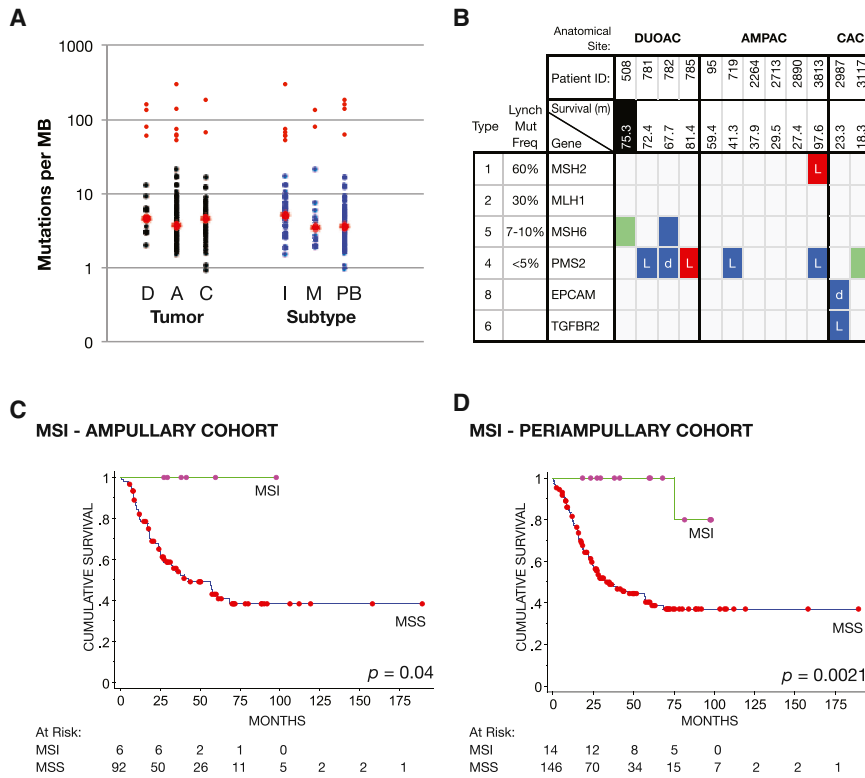 A
1000
100
10
1
0
Mutations per MB
D A C I M PB
Tumor Subtype
B
Anatomical Site: DUOAC AMPAC CAC
Patient ID: 508 781 782 785 95 719 2264 2713 2890 3813 2987 3117
Type Lynch Mut Freq Survival (m) Gene 75.3 72.4 67.7 81.4 59.4 41.3 37.9 29.5 27.4 97.6 23.3 18.3
1 60% MSH2 L
2 30% MLH1
5 7-10% MSH6
4 <5% PMS2 L d L L L
8 EPCAM d
6 TGFBR2 L
C
MSI - AMPULLARY COHORT
CUMULATIVE SURVIVAL
1
.8
.6
.4
.2
0
MSI
MSS
p = 0.04
0 25 50 75 100 125 150 175
MONTHS
At Risk:
MSI 6 6 2 1 0
MSS 92 50 26 11 5 2 2 1
D
MSI - PERIAMPULLARY COHORT
CUMULATIVE SURVIVAL
1
.8
.6
.4
.2
0
MSI
MSS
p = 0.0021
0 25 50 75 100 125 150 175
MONTHS
At Risk:
MSI 14 12 8 5 0
MSS 146 70 34 15 7 2 2 1